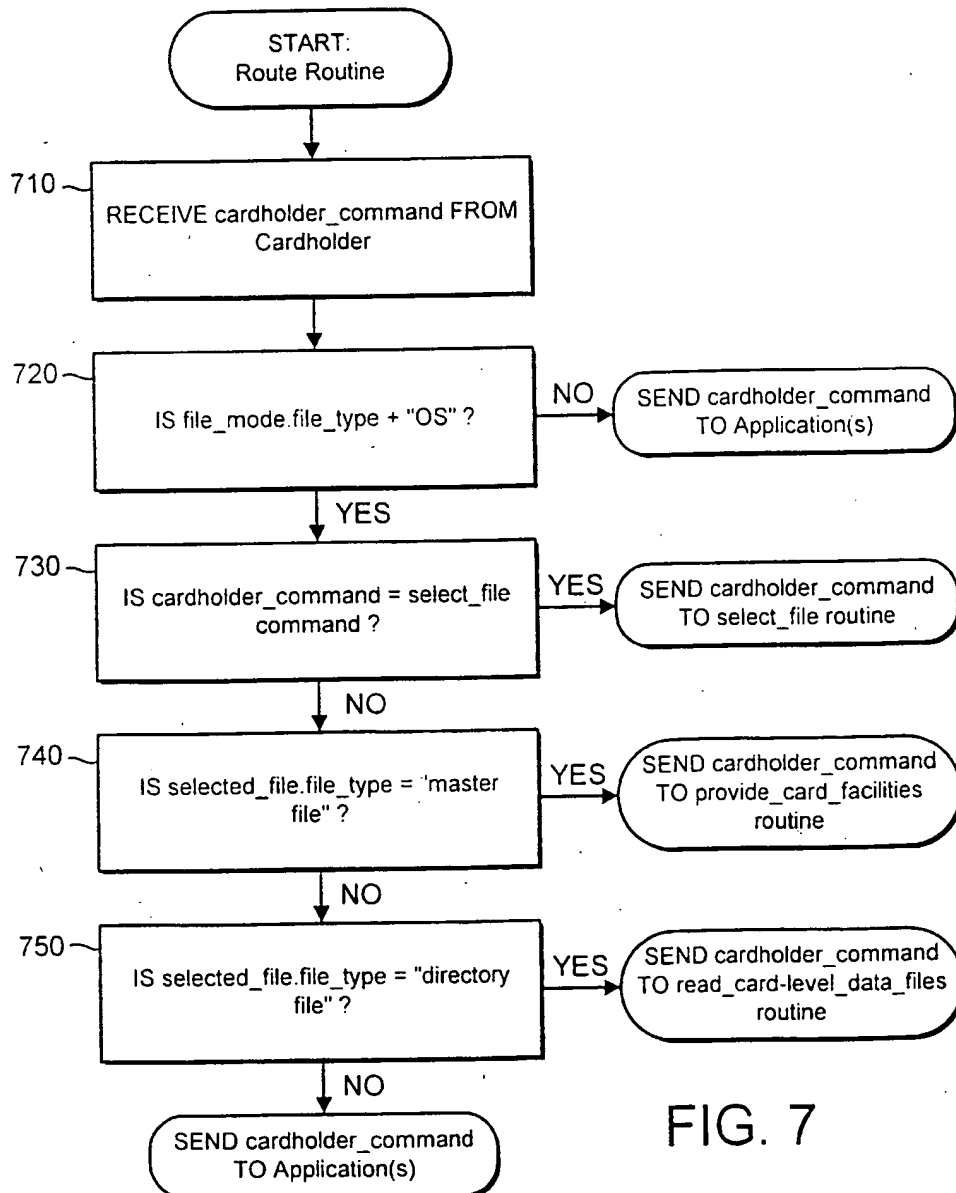 START:
Route Routine
710
RECEIVE cardholder_command FROM
Cardholder
720
IS file_mode.file_type + "OS" ?
NO
SEND cardholder_command
TO Application(s)
YES
730
IS cardholder_command = select_file
command ?
YES
SEND cardholder_command
TO select_file routine
NO
740
IS selected_file.file_type = "master
file" ?
YES
SEND cardholder_command
TO provide_card_facilities
routine
NO
750
IS selected_file.file_type = "directory
file" ?
YES
SEND cardholder_command
TO read_card-level_data_files
routine
NO
SEND cardholder_command
TO Application(s)
FIG. 7